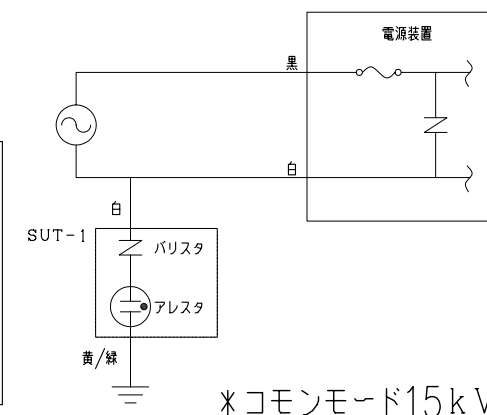 電源装置
黒
白
白
SUT-1
バリスタ
アレスタ
黄/緑
*コモンモード15kV